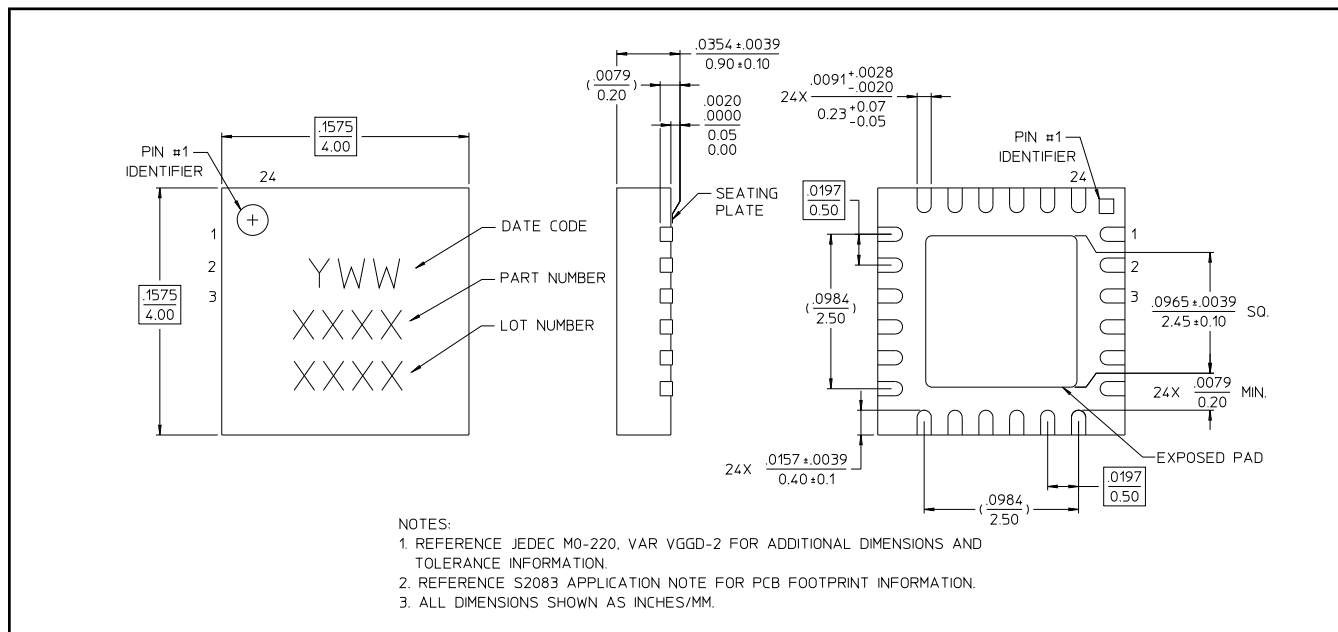 .0354 ±.0039
0.90 ±0.10
(.0079)
0.20
.0020
.0000
0.05
0.00
24X .0091 +.0028
-.0020
0.23 +0.07
-0.05
.1575
4.00
PIN #1
IDENTIFIER
24
PIN #1
IDENTIFIER
24
SEATING
PLATE
.0197
0.50
1
2
3
DATE CODE
YWW
PART NUMBER
XXXX
LOT NUMBER
XXXX
.1575
4.00
(.0984)
2.50
1
2
3
.0965 ±.0039 SQ.
2.45 ±0.10
24X .0079 MIN.
0.20
EXPOSED PAD
24X .0157 ±.0039
0.40 ±0.1
(.0984)
2.50
.0197
0.50
NOTES:
1. REFERENCE JEDEC MO-220, VAR VGGD-2 FOR ADDITIONAL DIMENSIONS AND
TOLERANCE INFORMATION.
2. REFERENCE S2083 APPLICATION NOTE FOR PCB FOOTPRINT INFORMATION.
3. ALL DIMENSIONS SHOWN AS INCHES/MM.